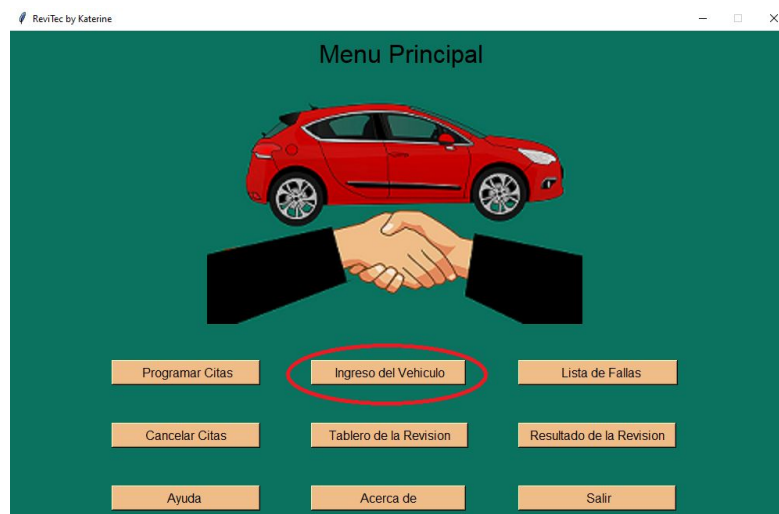 ReviTec by Katerine
Menu Principal
Programar Citas
Ingreso del Vehiculo
Lista de Fallas
Cancelar Citas
Tablero de la Revision
Resultado de la Revision
Ayuda
Acerca de
Salir